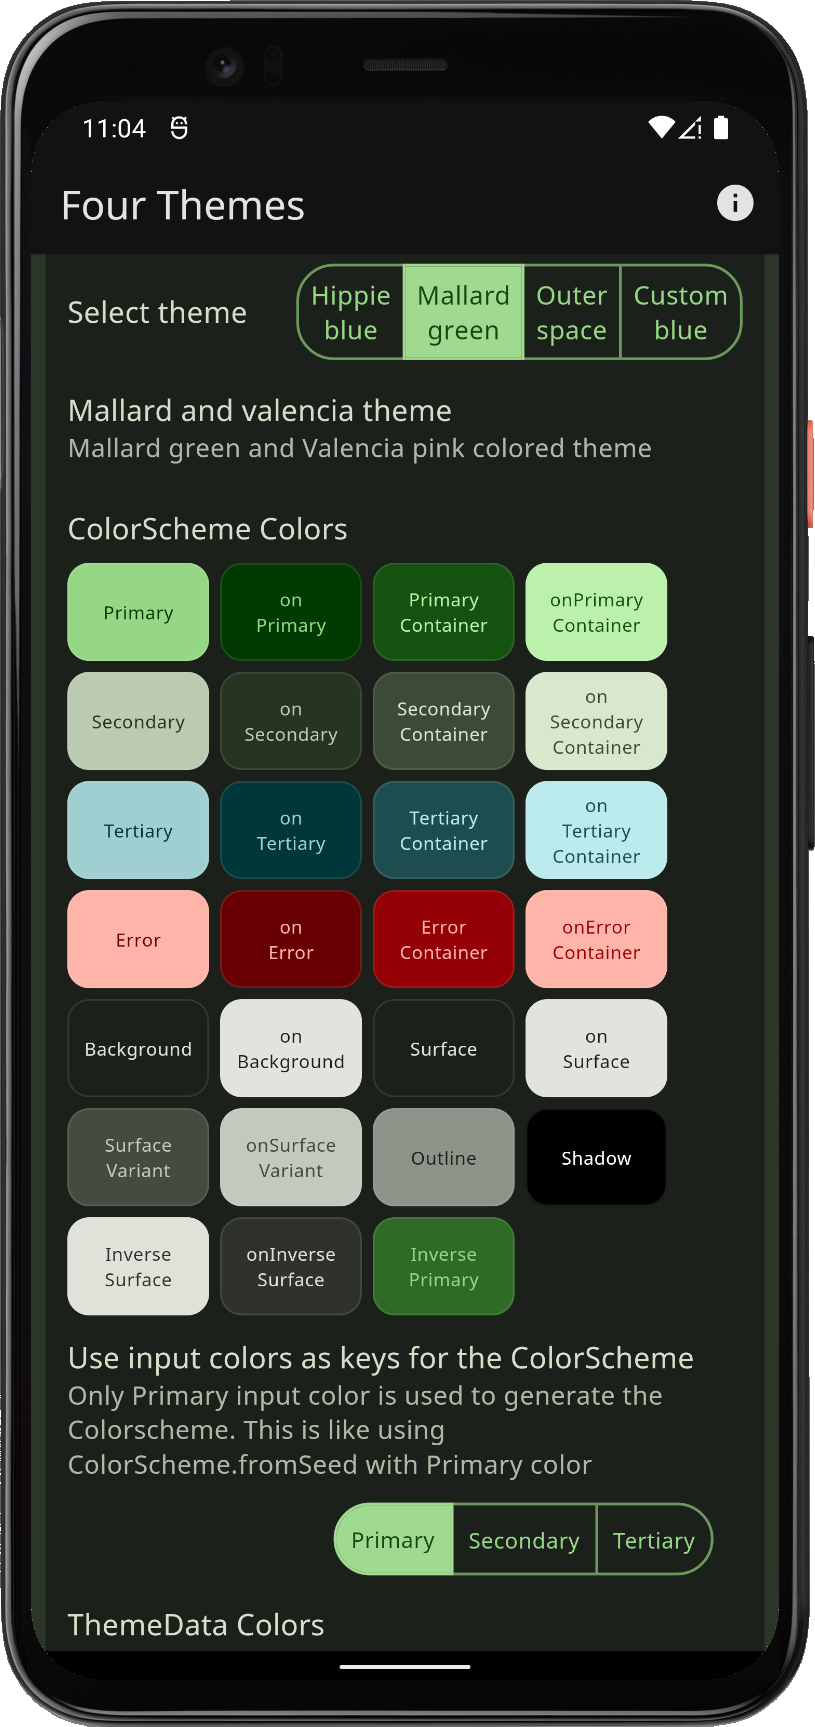 11:04
Four Themes
Select theme
Hippie
blue
Mallard
green
Outer
space
Custom
blue
Mallard and valencia theme
Mallard green and Valencia pink colored theme
ColorScheme Colors
Primary
on
Primary
Primary
Container
onPrimary
Container
Secondary
on
Secondary
Secondary
Container
on
Secondary
Container
Tertiary
on
Tertiary
Tertiary
Container
on
Tertiary
Container
Error
on
Error
Error
Container
onError
Container
Background
on
Background
Surface
on
Surface
Surface
Variant
onSurface
Variant
Outline
Shadow
Inverse
Surface
onInverse
Surface
Inverse
Primary
Use input colors as keys for the ColorScheme
Only Primary input color is used to generate the
Colorscheme. This is like using
ColorScheme.fromSeed with Primary color
Primary
Secondary
Tertiary
ThemeData Colors